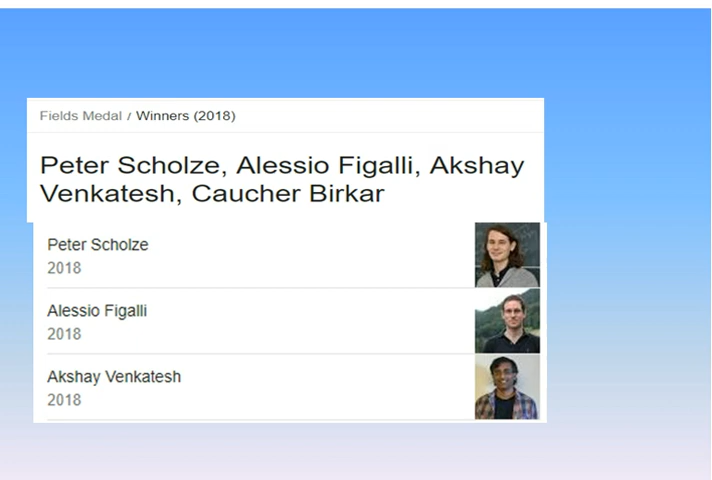 Fields Medal / Winners (2018)
Peter Scholze, Alessio Figalli, Akshay
Venkatesh, Caucher Birkar
Peter Scholze
2018
Alessio Figalli
2018
Akshay Venkatesh
2018